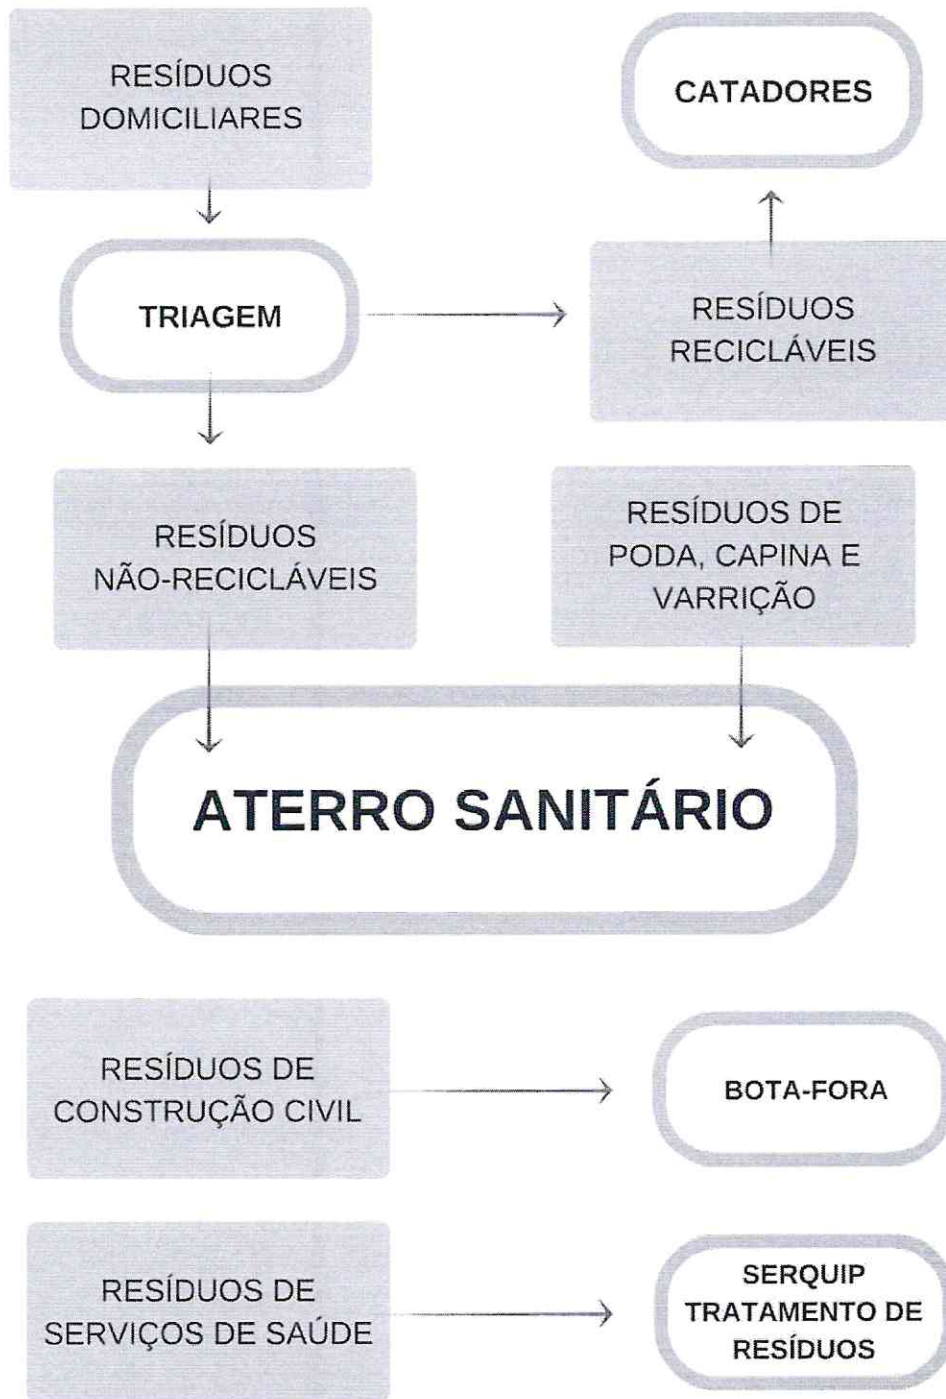 RESÍDUOS
DOMICILIARES
CATADORES
TRIAGEM
RESÍDUOS
RECICLÁVEIS
RESÍDUOS
NÃO-RECICLÁVEIS
RESÍDUOS DE
PODA, CAPINA E
VARRIÇÃO
ATERRO SANITÁRIO
RESÍDUOS DE
CONSTRUÇÃO CIVIL
BOTA-FORA
RESÍDUOS DE
SERVIÇOS DE SAÚDE
SERQUIP
TRATAMENTO DE
RESÍDUOS